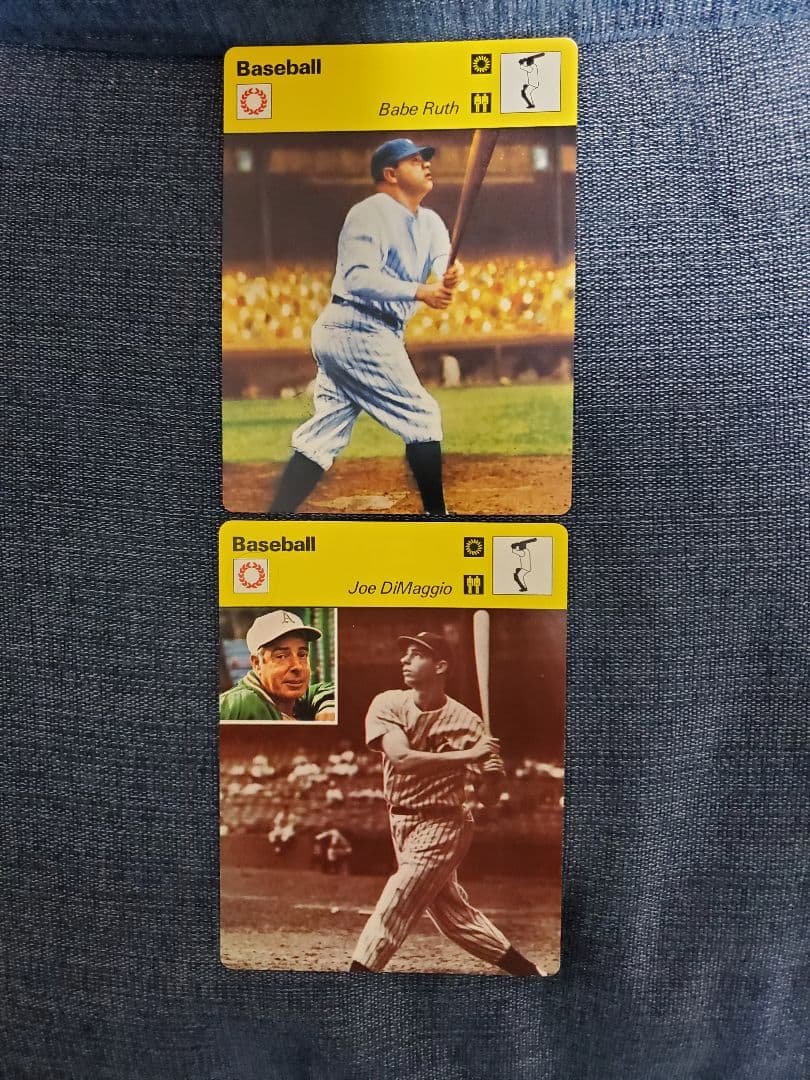 Baseball
Babe Ruth
Baseball
Joe DiMaggio
A